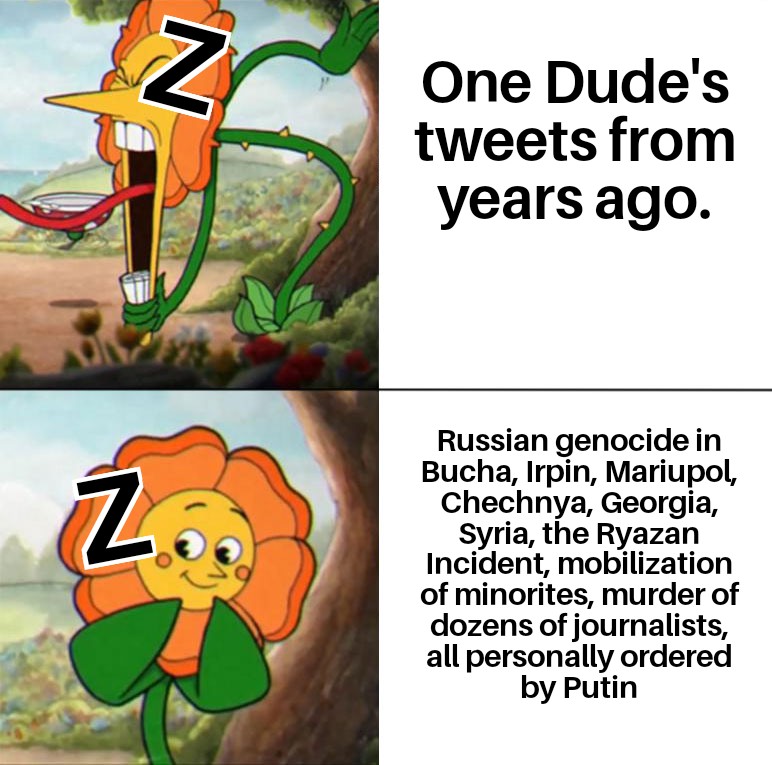 Z
One Dude's
tweets from
years ago.
Z
Russian genocide in
Bucha, Irpin, Mariupol,
Chechnya, Georgia,
Syria, the Ryazan
Incident, mobilization
of minorites, murder of
dozens of journalists,
all personally ordered
by Putin